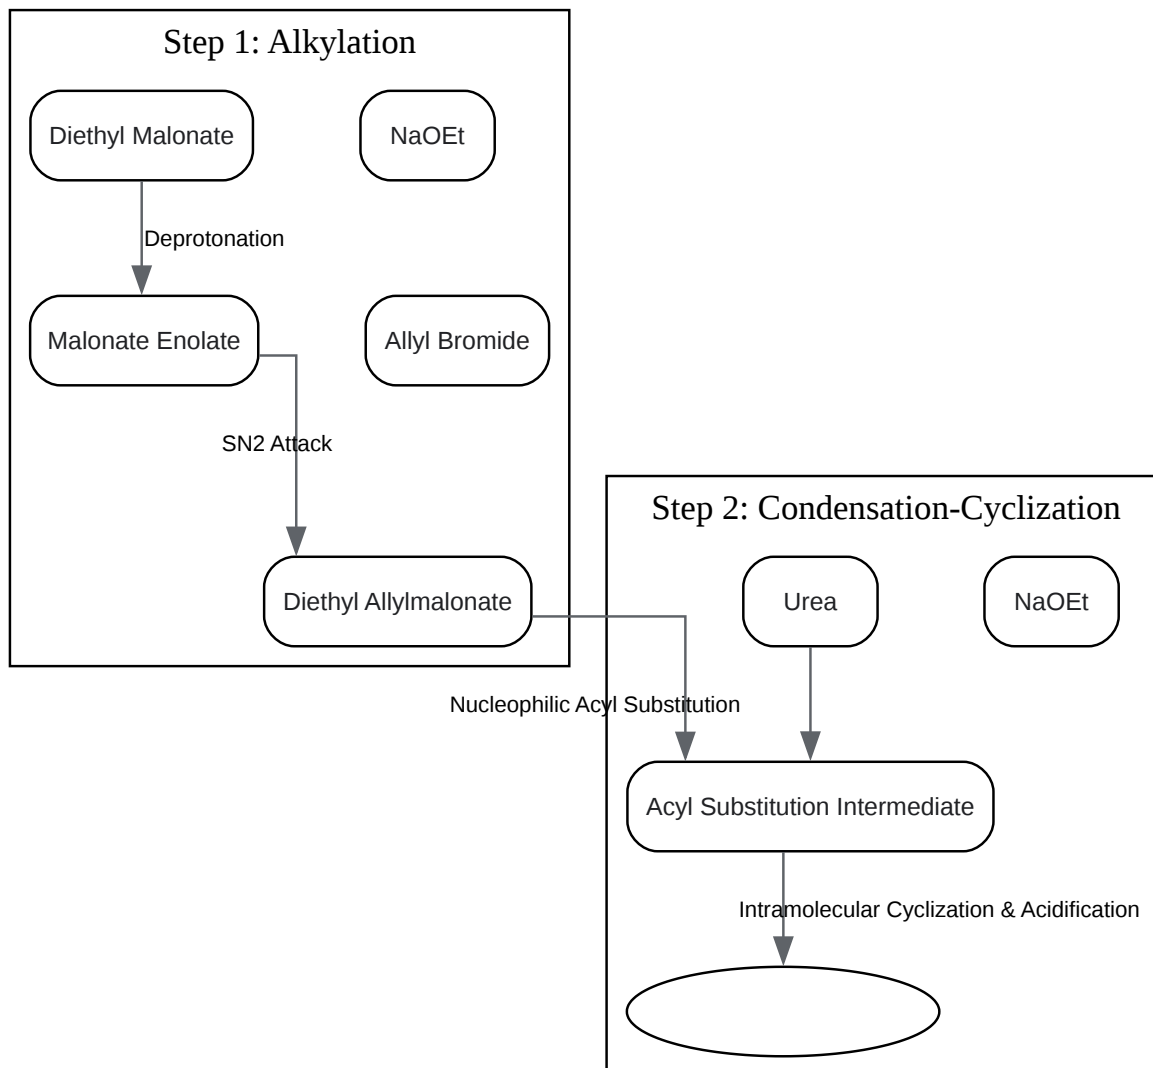 Step 1: Alkylation
Diethyl Malonate
NaOEt
Deprotonation
Malonate Enolate
Allyl Bromide
SN2 Attack
Diethyl Allylmalonate
Step 2: Condensation-Cyclization
Urea
NaOEt
Nucleophilic Acyl Substitution
Acyl Substitution Intermediate
Intramolecular Cyclization & Acidification